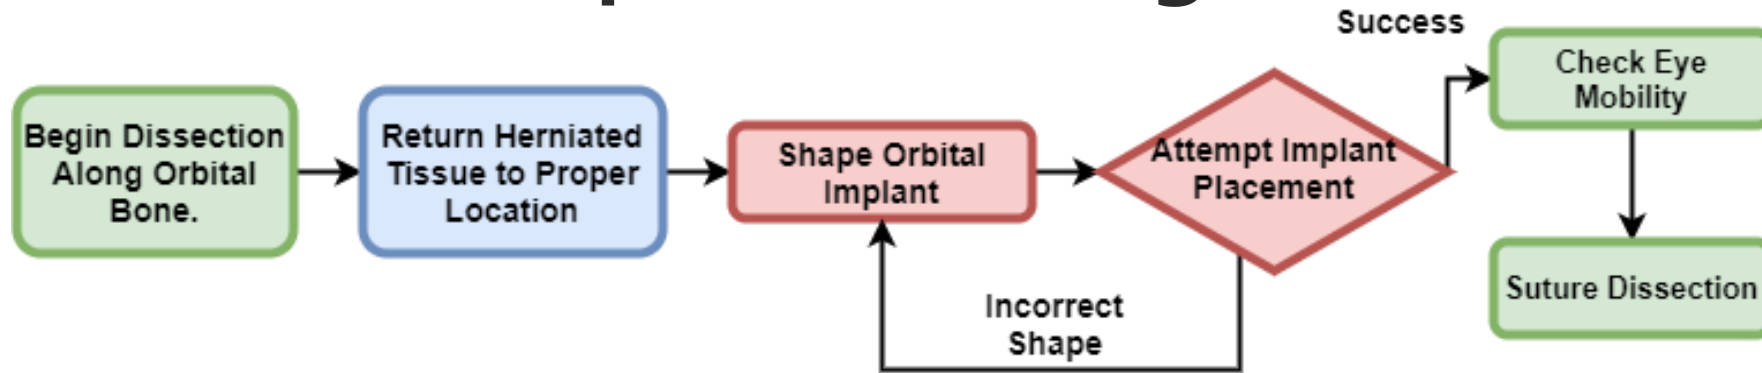 Begin Dissection
Along Orbital
Bone.
Return Herniated
Tissue to Proper
Location
Shape Orbital
Implant
Attempt Implant
Placement
Incorrect
Shape
Success
Check Eye
Mobility
Suture Dissection